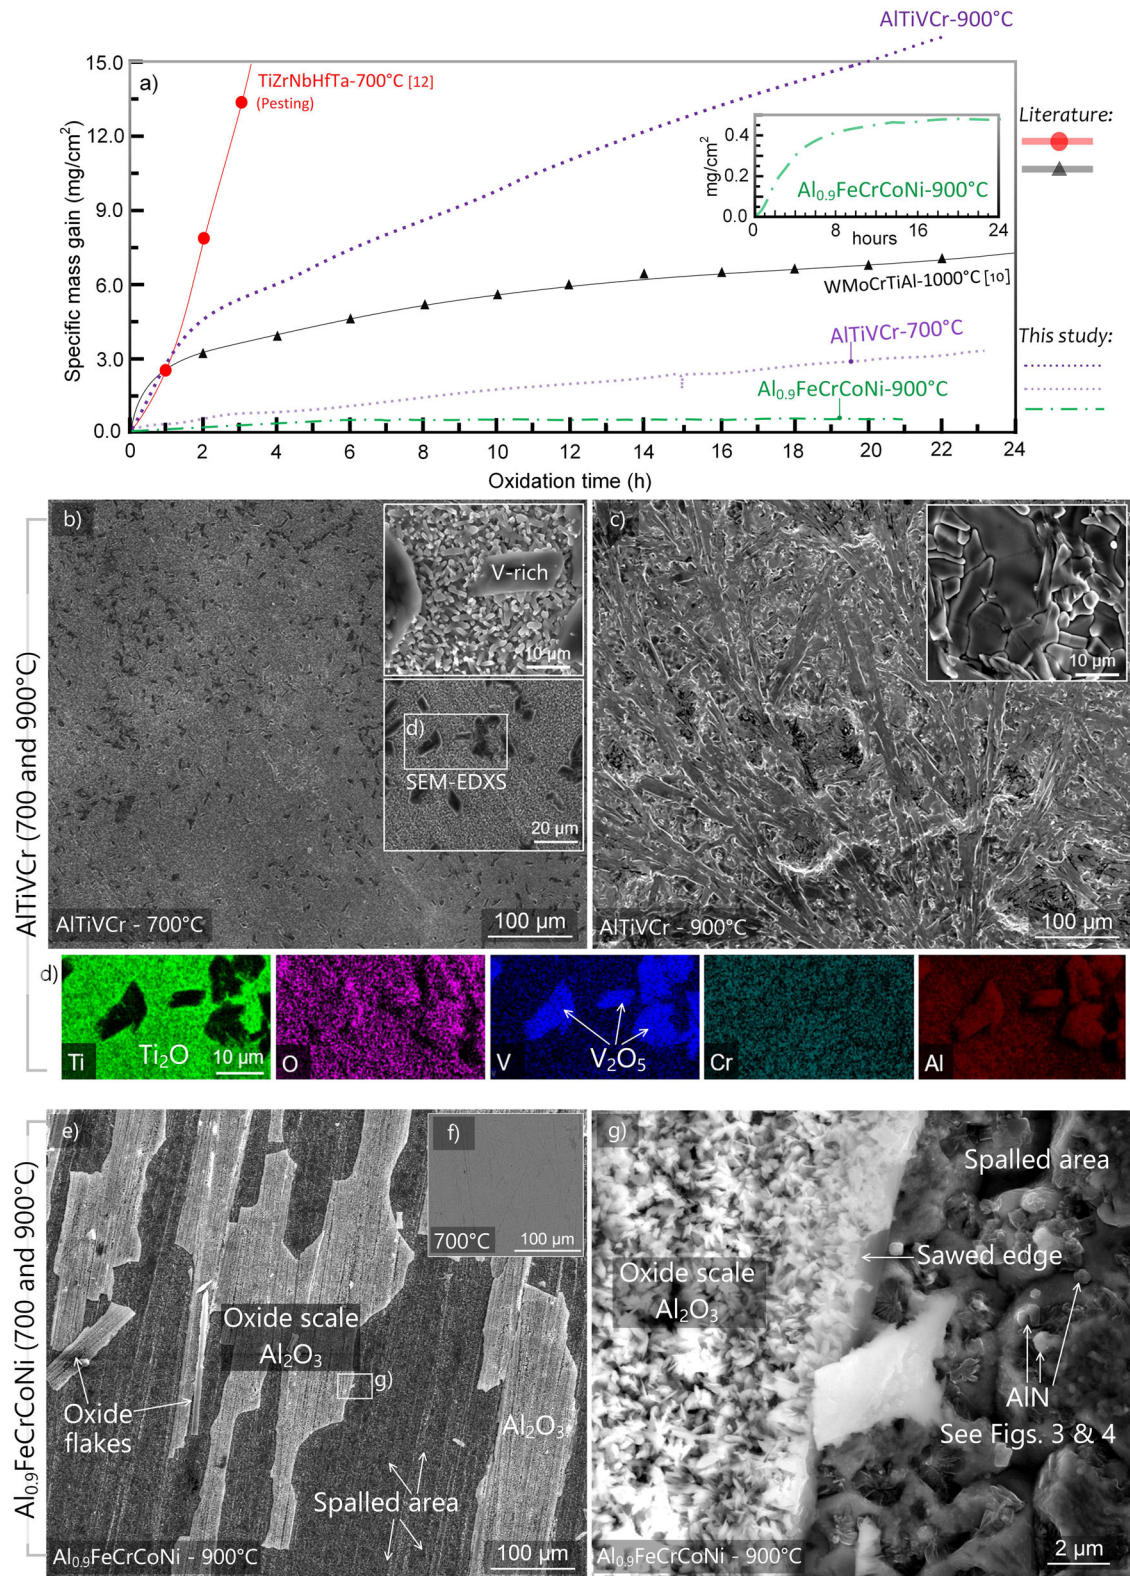 AlTiVCr-900°C
15.0
12.0
9.0
6.0
3.0
0.0
Specific mass gain (mg/cm²)
a)
TiZrNbHfTa-700°C [12]
(Pesting)
0.4
0.2
0.0
mg/cm²
Al₀.₉FeCrCoNi-900°C
0 8 16 24
hours
WMoCrTiAl-1000°C [10]
AlTiVCr-700°C
Al₀.₉FeCrCoNi-900°C
0 2 4 6 8 10 12 14 16 18 20 22 24
Oxidation time (h)
Literature:
This study:
AlTiVCr (700 and 900°C)
b)
V-rich
10 µm
d)
SEM-EDXS
20 µm
AlTiVCr - 700°C
100 µm
c)
10 µm
AlTiVCr - 900°C
100 µm
d)
Ti
Ti₂O
10 µm
O
V
V₂O₅
Cr
Al
Al₀.₉FeCrCoNi (700 and 900°C)
e)
f)
700°C
100 µm
Oxide scale
Al₂O₃
g)
Oxide
flakes
Al₂O₃
Spalled area
Al₀.₉FeCrCoNi - 900°C
100 µm
g)
Spalled area
Sawed edge
Oxide scale
Al₂O₃
AlN
See Figs. 3 & 4
Al₀.₉FeCrCoNi - 900°C
2 µm